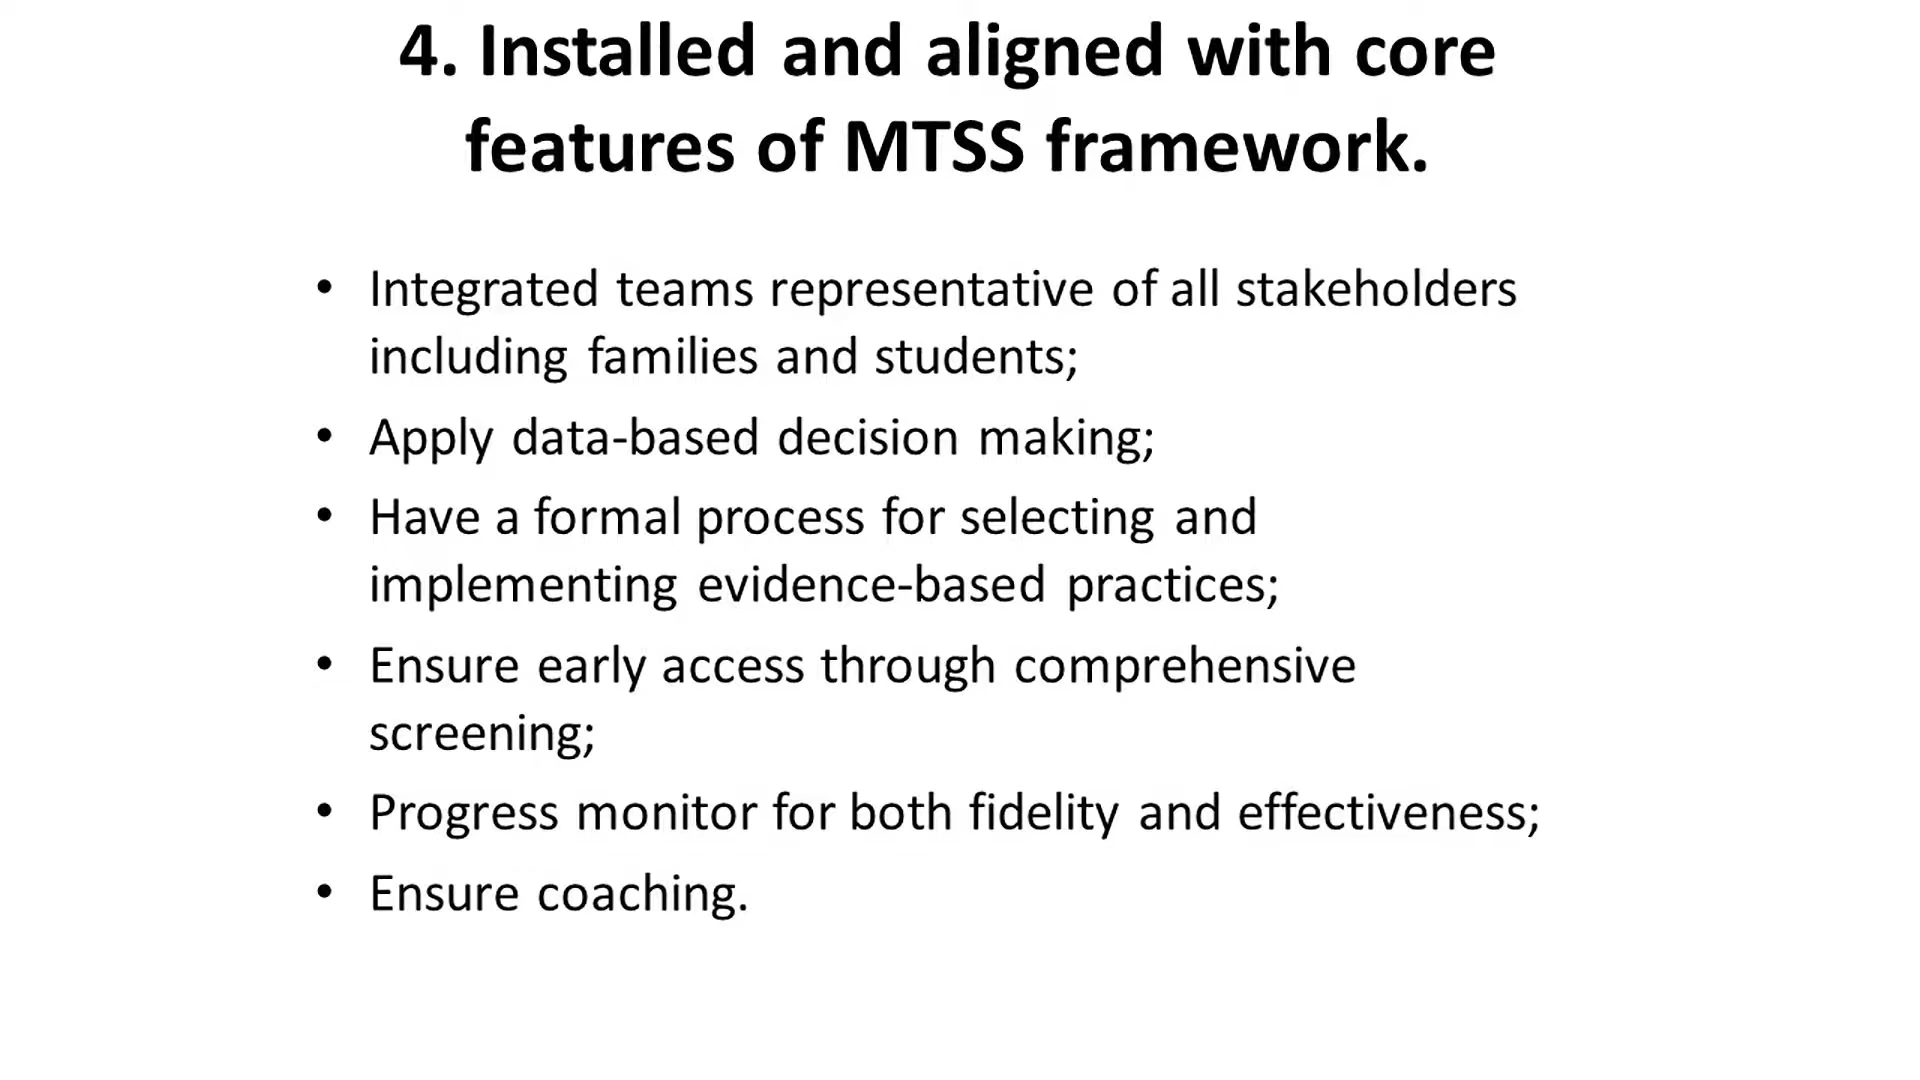 4. Installed and aligned with core
features of MTSS framework.
• Integrated teams representative of all stakeholders
including families and students;
• Apply data-based decision making;
• Have a formal process for selecting and
implementing evidence-based practices;
• Ensure early access through comprehensive
screening;
• Progress monitor for both fidelity and effectiveness;
• Ensure coaching.